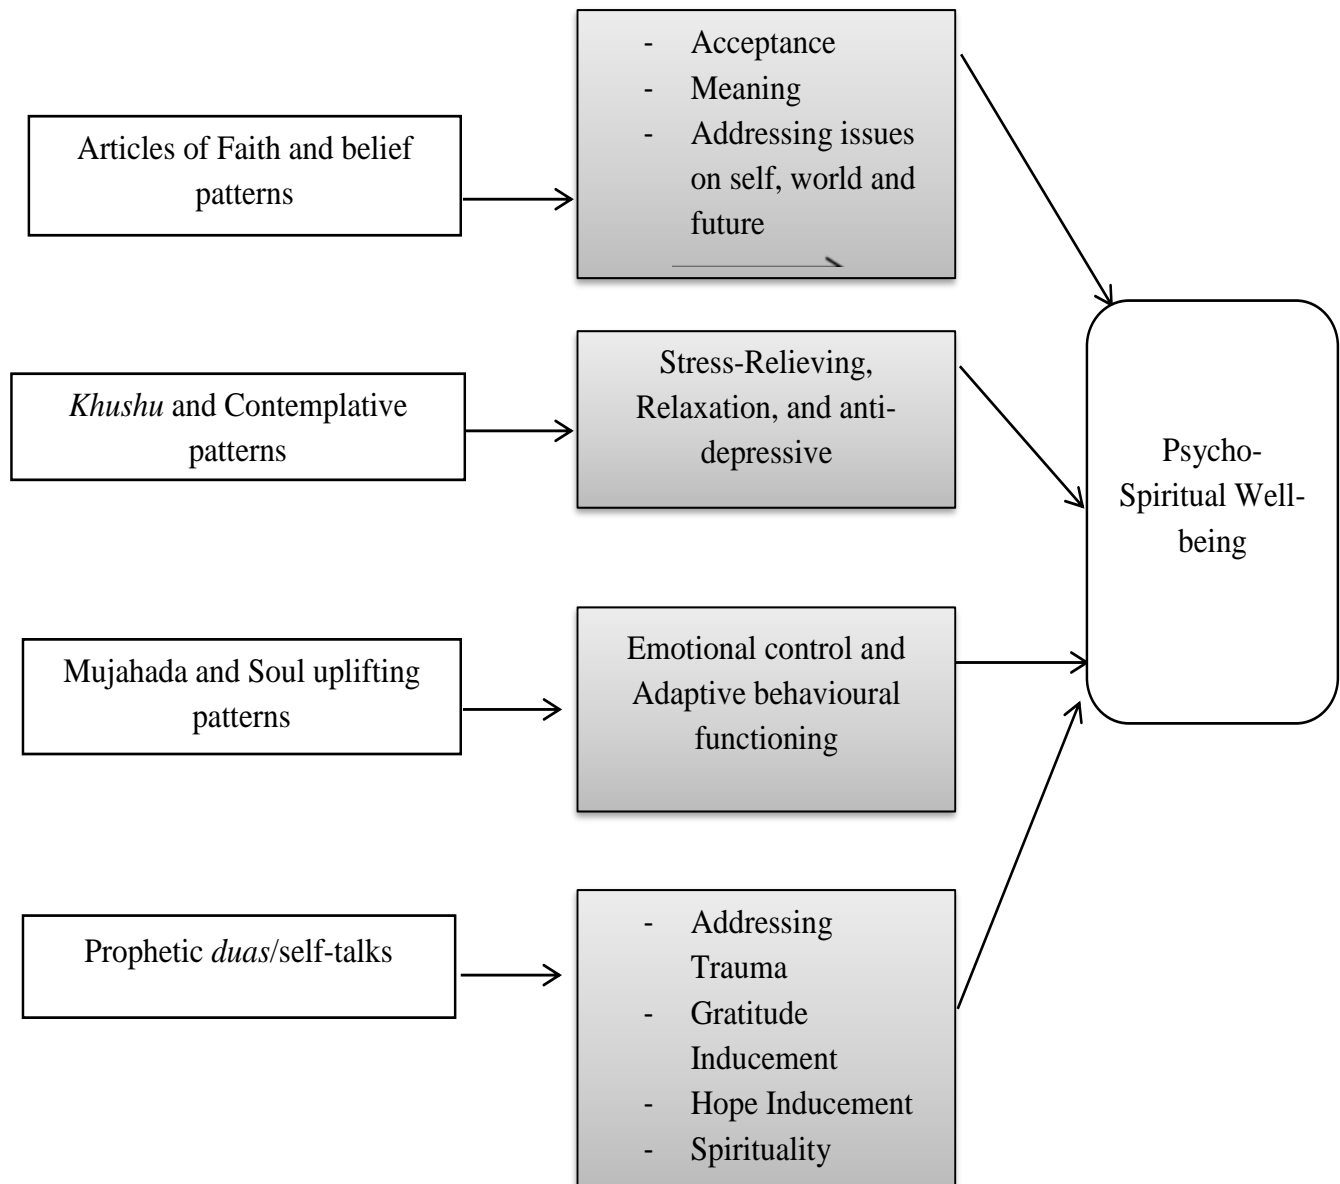 Articles of Faith and belief
patterns
- Acceptance
- Meaning
- Addressing issues
on self, world and
future
Khushu and Contemplative
patterns
Stress-Relieving,
Relaxation, and anti-
depressive
Mujahada and Soul uplifting
patterns
Emotional control and
Adaptive behavioural
functioning
Prophetic duas/self-talks
- Addressing
Trauma
- Gratitude
Inducement
- Hope Inducement
- Spirituality
Psycho-
Spiritual Well-
being